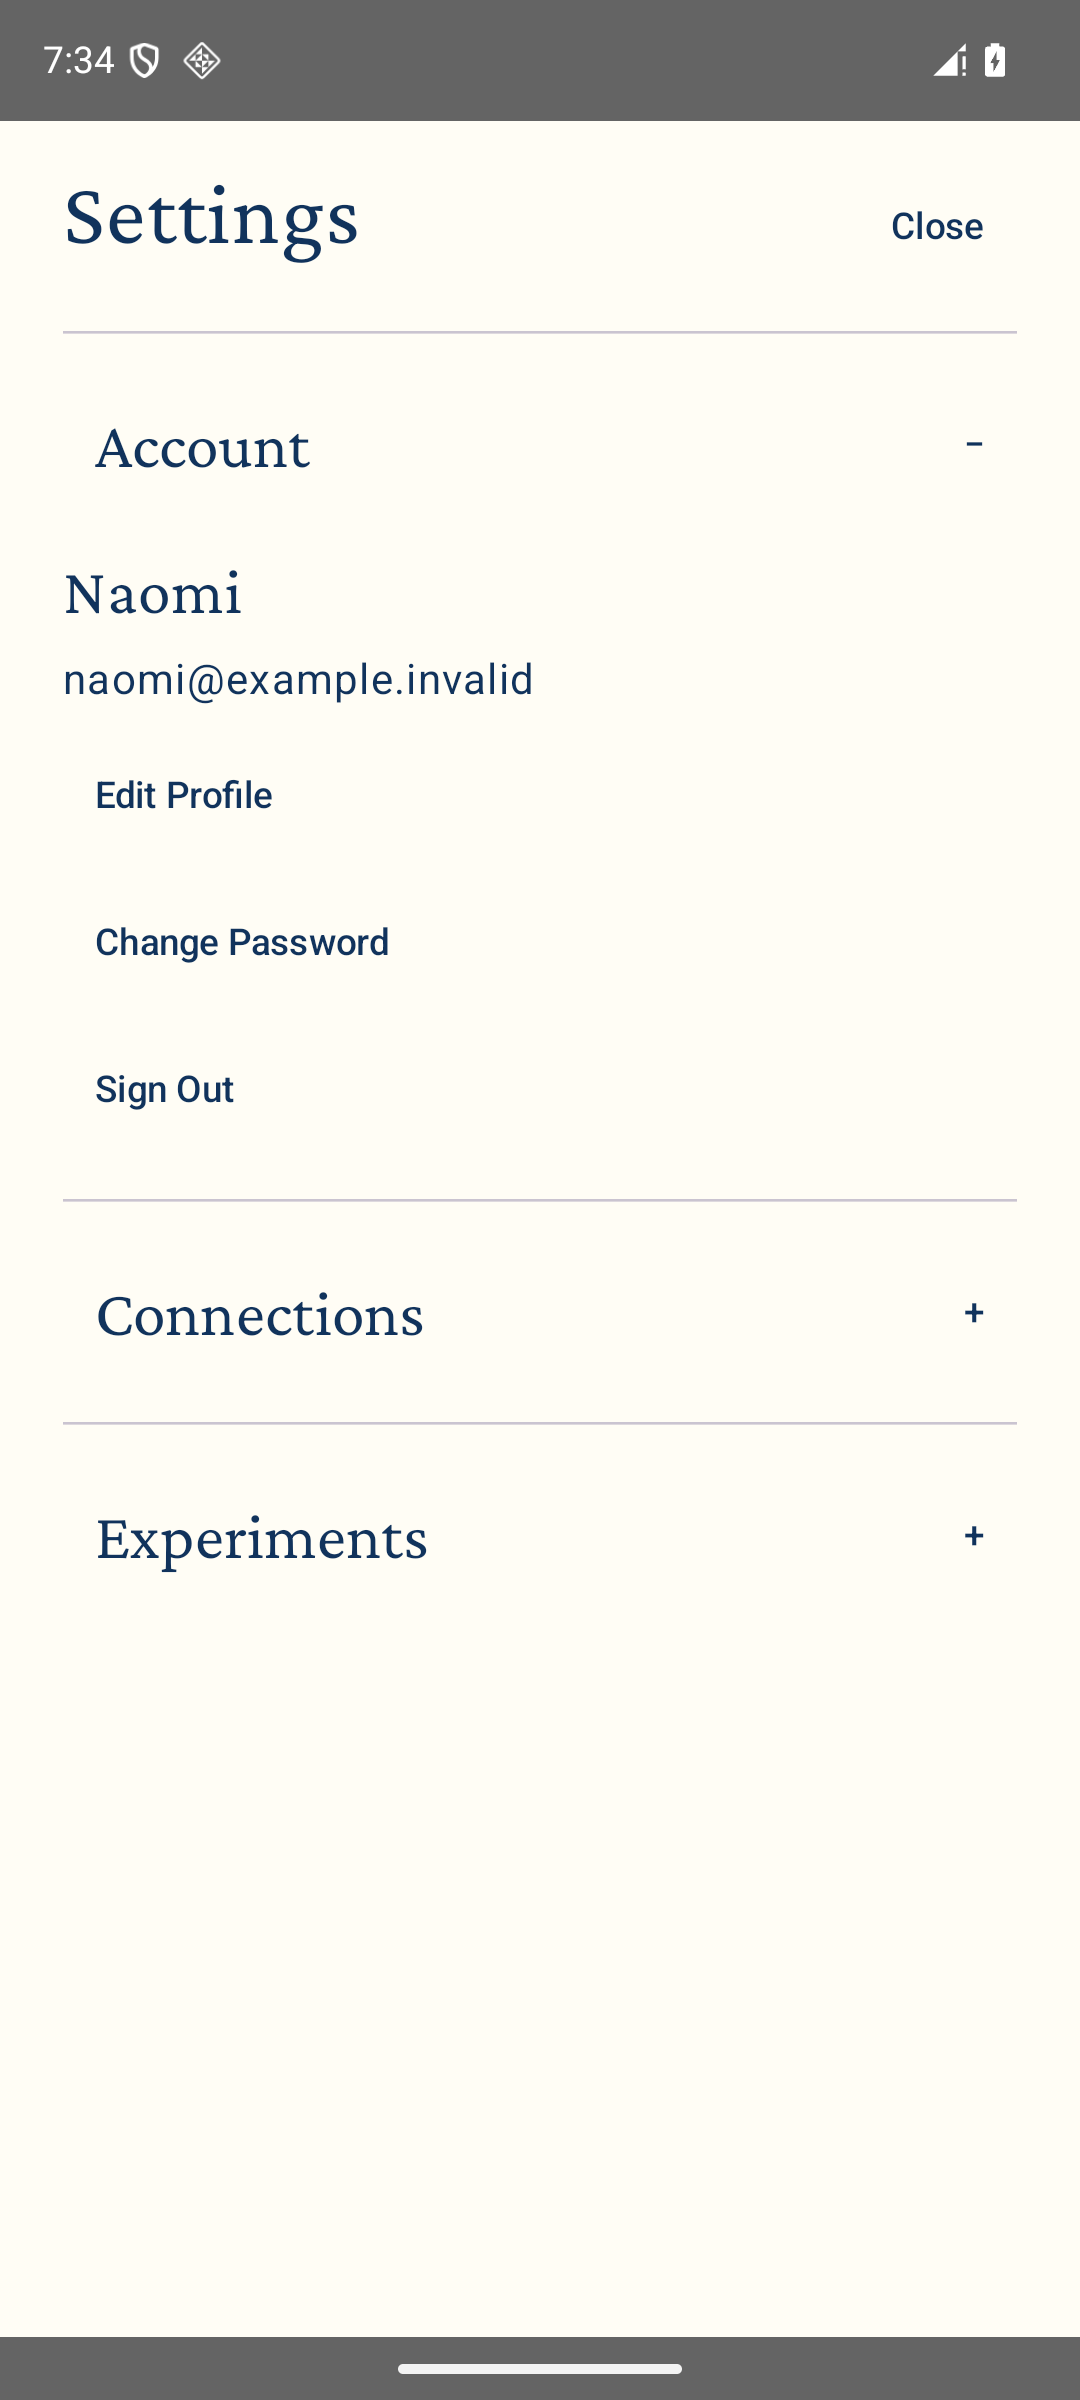 7:34
Settings
Close
Account
-
Naomi
naomi@example.invalid
Edit Profile
Change Password
Sign Out
Connections
+
Experiments
+